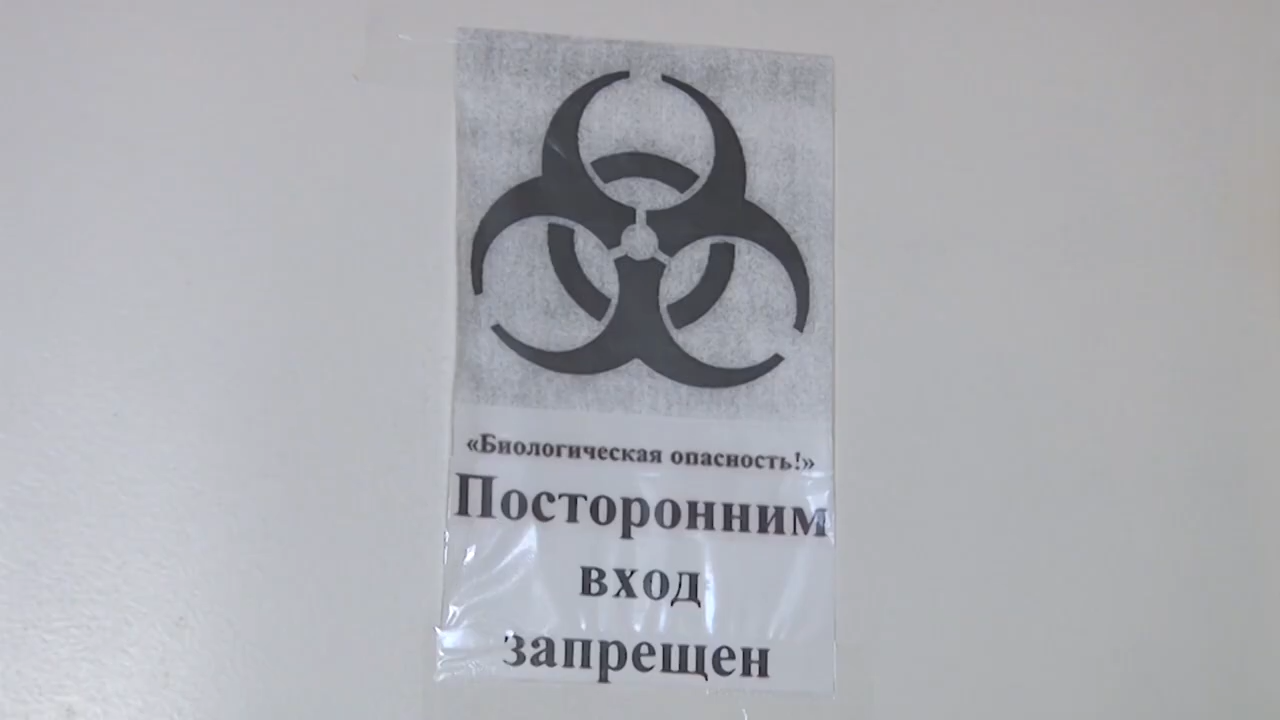 «Биологическая опасность!»
Посторонним
вход
запрещен